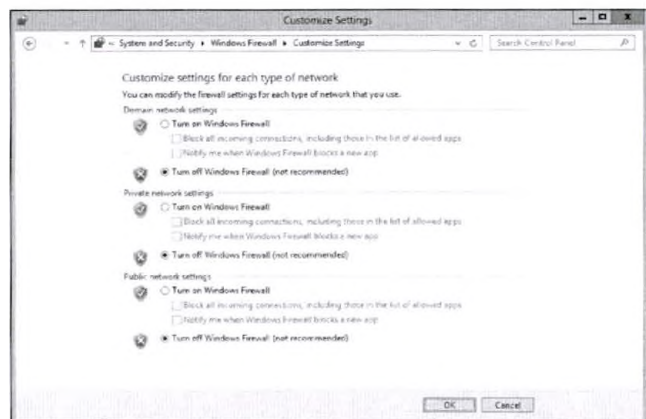 Customize Settings
« System and Security ▸ Windows Firewall ▸ Customize Settings
Search Control Panel
Customize settings for each type of network
You can modify the firewall settings for each type of network that you use.
Domain network settings
Turn on Windows Firewall
Block all incoming connections, including those in the list of allowed apps
Notify me when Windows Firewall blocks a new app
Turn off Windows Firewall (not recommended)
Private network settings
Turn on Windows Firewall
Block all incoming connections, including those in the list of allowed apps
Notify me when Windows Firewall blocks a new app
Turn off Windows Firewall (not recommended)
Public network settings
Turn on Windows Firewall
Block all incoming connections, including those in the list of allowed apps
Notify me when Windows Firewall blocks a new app
Turn off Windows Firewall (not recommended)
OK
Cancel